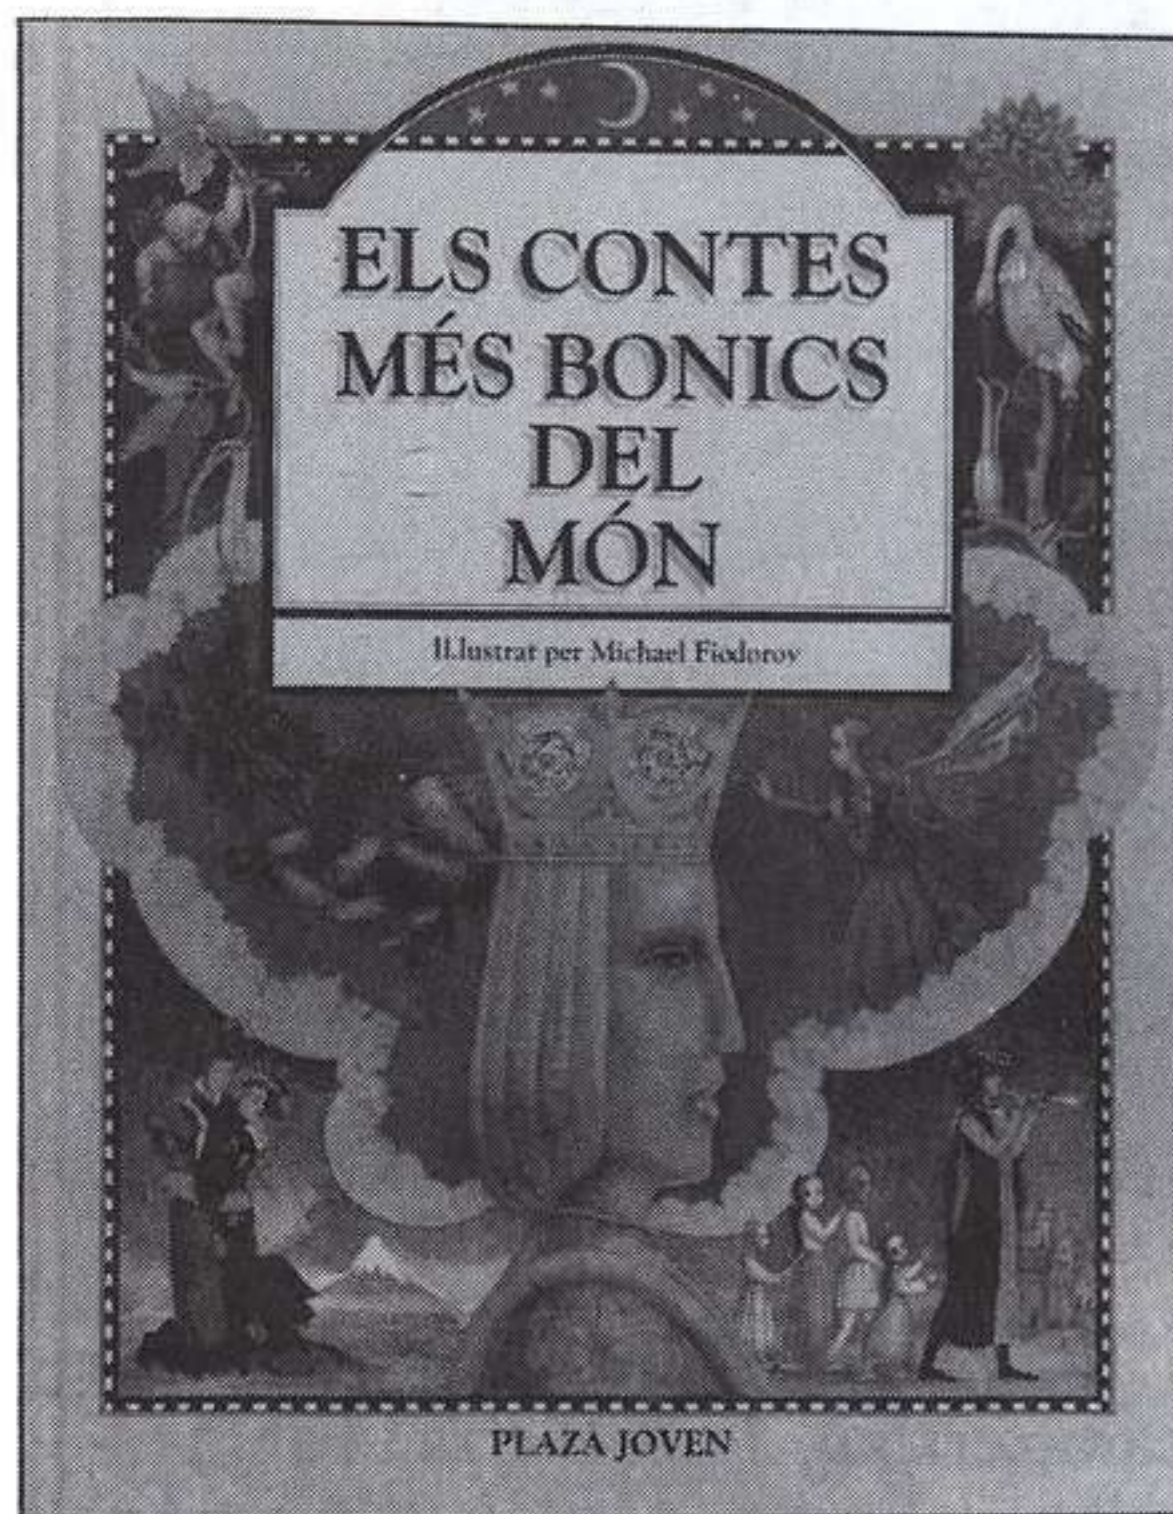 ELS CONTES
MÉS BONICS
DEL
MÓN
Il.lustrat per Michael Fiodorov
PLAZA JOVEN